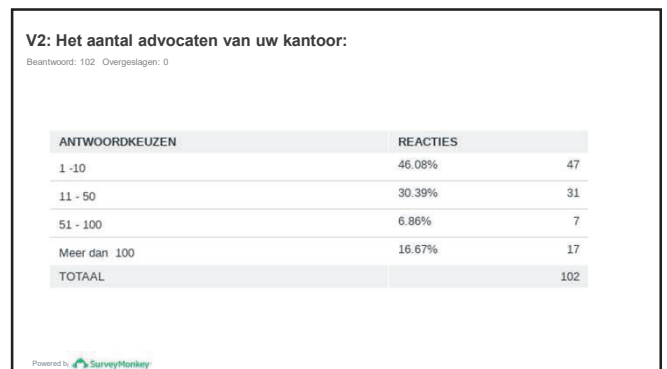 V2: Het aantal advocaten van uw kantoor:
Beantwoord: 102 Overgeslagen: 0
ANTWOORDKEUZEN REACTIES
1 -10 46.08% 47
11 - 50 30.39% 31
51 - 100 6.86% 7
Meer dan 100 16.67% 17
TOTAAL 102
Powered b SurveyMonkey